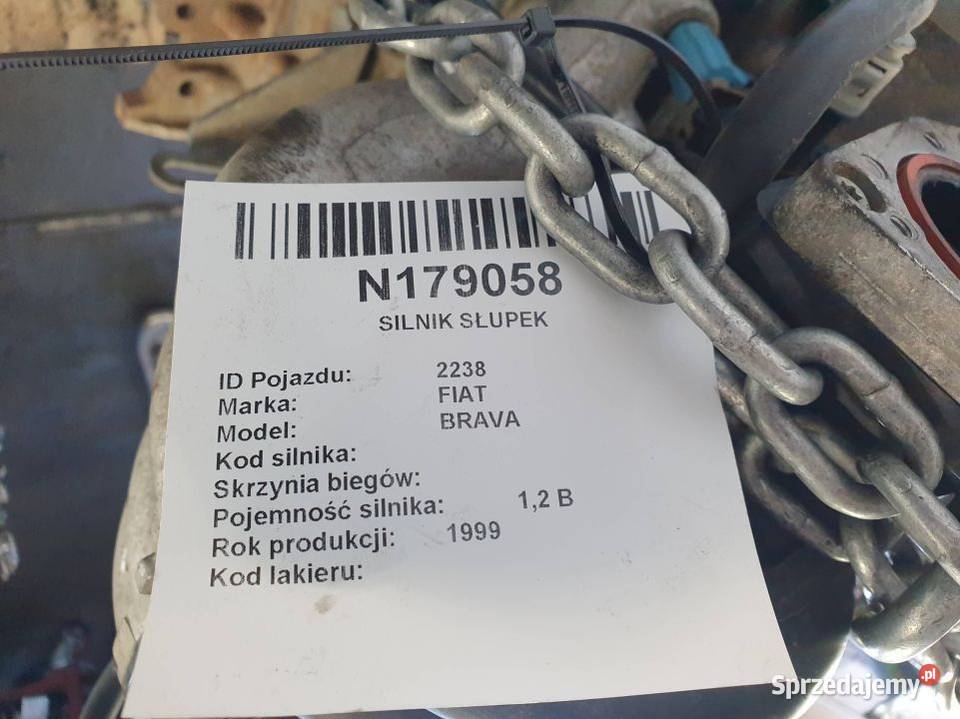 N179058
SILNIK SŁUPEK
ID Pojazdu: 2238
Marka: FIAT
Model: BRAVA
Kod silnika:
Skrzynia biegów:
Pojemność silnika: 1,2 B
Rok produkcji: 1999
Kod lakieru:
Sprzedajemy.pl